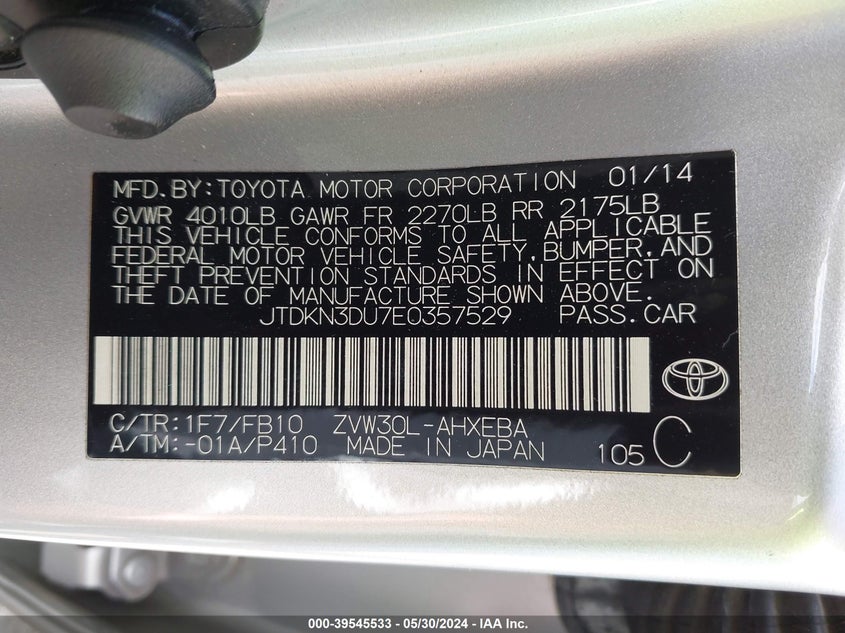 MFD.BY:TOYOTA MOTOR CORPORATION 01/14
GVWR 4010LB GAWR FR 2270LB RR 2175LB
THIS VEHICLE CONFORMS TO ALL APPLICABLE
FEDERAL MOTOR VEHICLE SAFETY,BUMPER,AND
THEFT PREVENTION STANDARDS IN EFFECT ON
THE DATE OF MANUFACTURE SHOWN ABOVE.
JTDKN3DU7E0357529 PASS.CAR
C/TR:1F7/FB10 ZVW30L-AHXEBA
A/TM:-01A/P410 MADE IN JAPAN 105 C
000-39545533 - 05/30/2024 - IAA Inc.